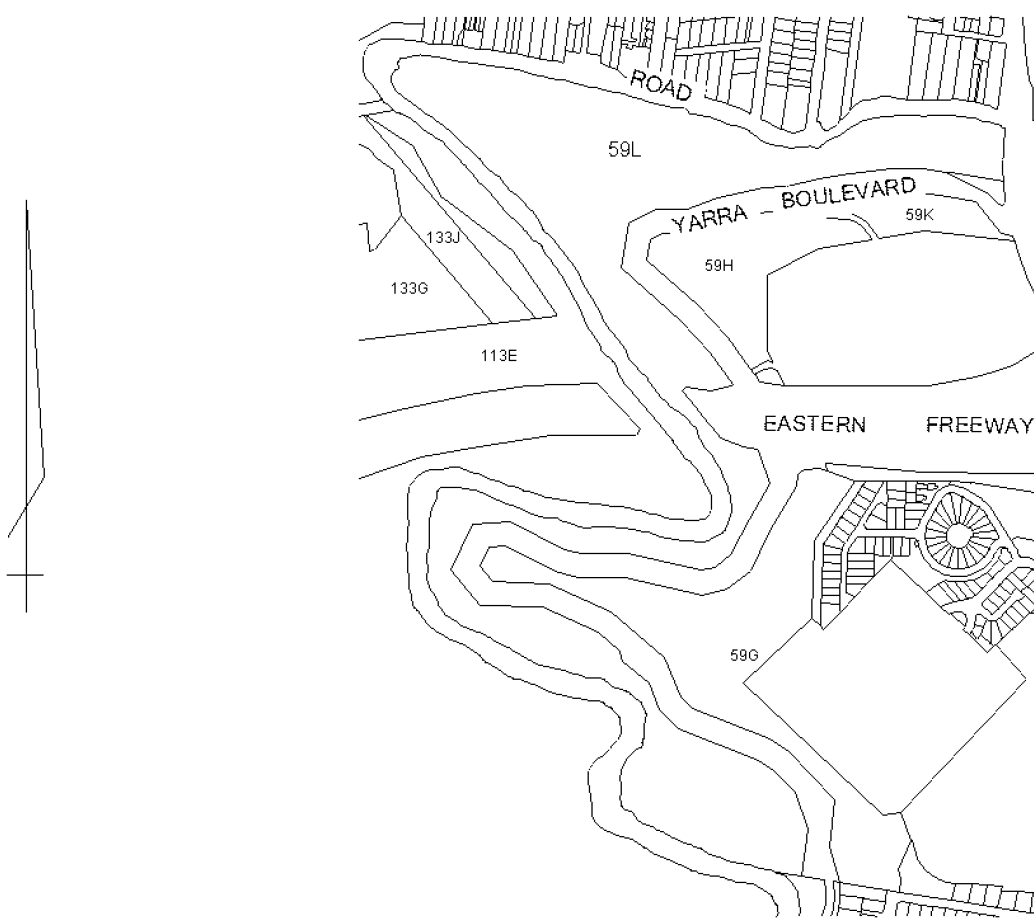 ROAD
59L
YARRA - BOULEVARD
59K
133J
59H
133G
113E
EASTERN FREEWAY
59G